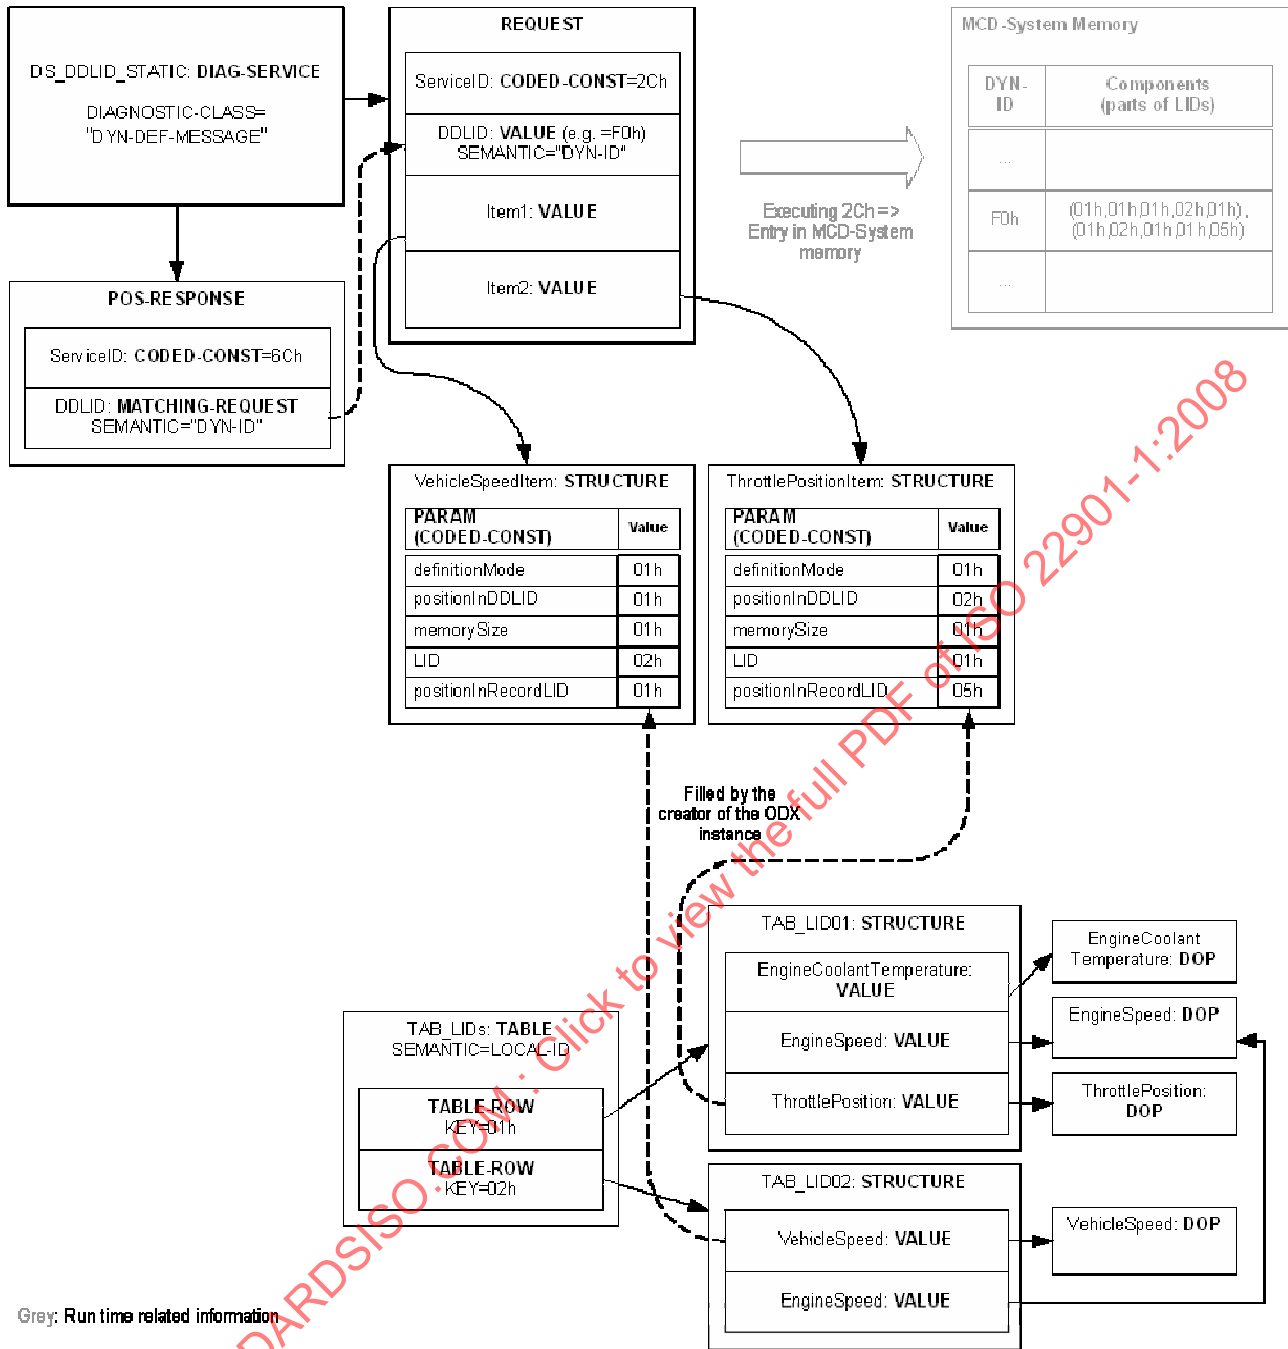 DIS_DDLID_STATIC: DIAG-SERVICE
DIAGNOSTIC-CLASS=
"DYN-DEF-MESSAGE"
REQUEST
ServiceID: CODED-CONST=2Ch
DDLID: VALUE (e.g. =F0h)
SEMANTIC="DYN-ID"
Item1: VALUE
Item2: VALUE
Executing 2Ch =>
Entry in MCD-System
memory
MCD-System Memory
DYN-
ID
Components
(parts of LIDs)
...
F0h
(01h,01h,01h,02h,01h),
(01h,02h,01h,01h,05h)
...
POS-RESPONSE
ServiceID: CODED-CONST=6Ch
DDLID: MATCHING-REQUEST
SEMANTIC="DYN-ID"
VehicleSpeedItem: STRUCTURE
PARAM
(CODED-CONST)
Value
definitionMode 01h
positionInDDLID 01h
memorySize 01h
LID 02h
positionInRecordLID 01h
ThrottlePositionItem: STRUCTURE
PARAM
(CODED-CONST)
Value
definitionMode 01h
positionInDDLID 02h
memorySize 01h
LID 01h
positionInRecordLID 05h
Filled by the
creator of the ODX
instance
TAB_LIDs: TABLE
SEMANTIC=LOCAL-ID
TABLE-ROW
KEY=01h
TABLE-ROW
KEY=02h
TAB_LID01: STRUCTURE
EngineCoolantTemperature:
VALUE
EngineSpeed: VALUE
ThrottlePosition: VALUE
TAB_LID02: STRUCTURE
VehicleSpeed: VALUE
EngineSpeed: VALUE
EngineCoolant
Temperature: DOP
EngineSpeed: DOP
ThrottlePosition:
DOP
VehicleSpeed: DOP
Grey: Run time related information
DARDSISO.COM : Click to view the full PDF of ISO 22901-1:2008